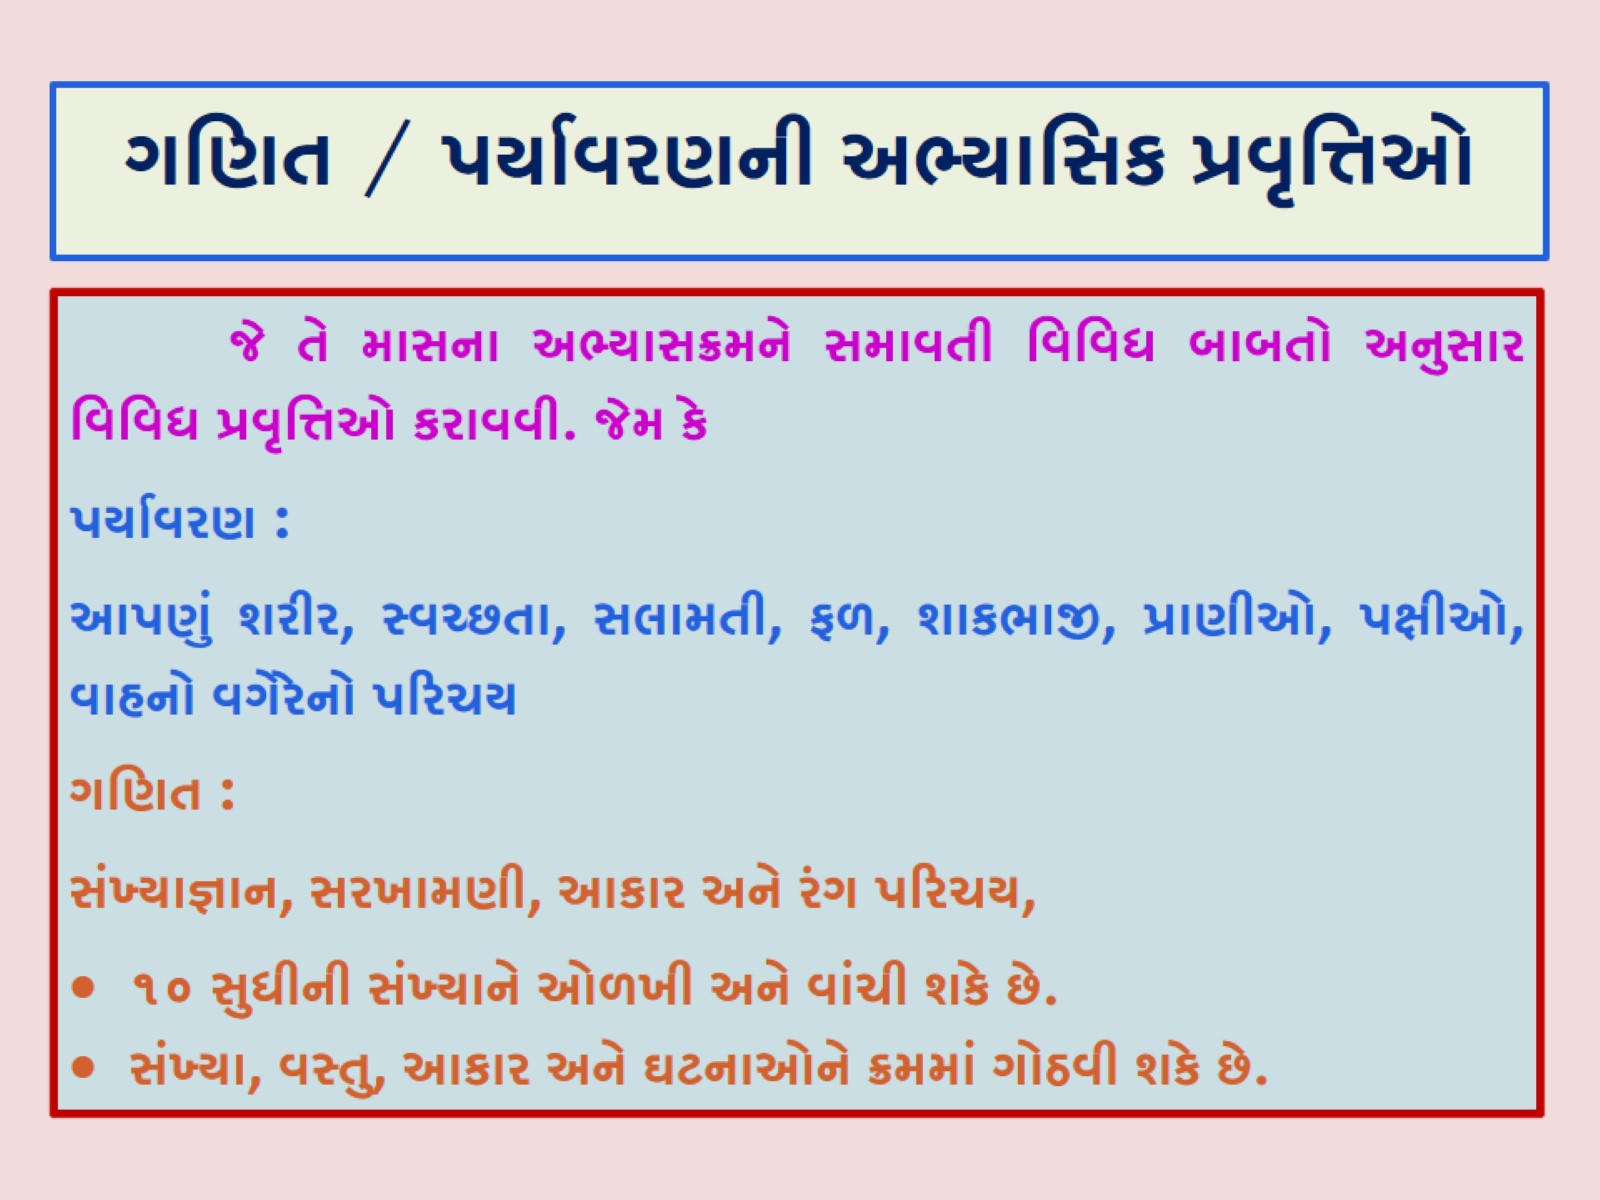 ગણિત / પર્યાવરણની અભ્યાસિક પ્રવૃત્તિઓ
જે તે માસના અભ્યાસક્રમને સમાવતી વિવિધ બાબતો અનુસાર
વિવિધ પ્રવૃત્તિઓ કરાવવી. જેમ કે
પર્યાવરણ :
આપણું શરીર, સ્વચ્છતા, સલામતી, ફળ, શાકભાજી, પ્રાણીઓ, પક્ષીઓ,
વાહનો વગેરેનો પરિચય
ગણિત :
સંખ્યાજ્ઞાન, સરખામણી, આકાર અને રંગ પરિચય,
• ૧૦ સુધીની સંખ્યાને ઓળખી અને વાંચી શકે છે.
• સંખ્યા, વસ્તુ, આકાર અને ઘટનાઓને ક્રમમાં ગોઠવી શકે છે.